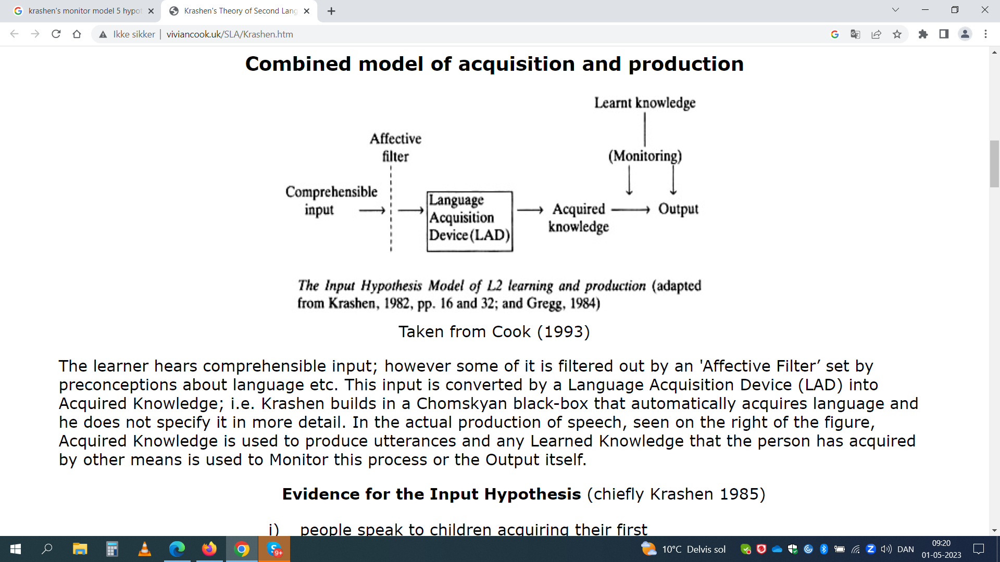 krashen's monitor model 5 hypot
Krashen's Theory of Second Lang
Ikke sikker | viviancook.uk/SLA/Krashen.htm
Combined model of acquisition and production
Learnt knowledge
Affective
filter
(Monitoring)
Comprehensible
input
Language
Acquisition
Device (LAD)
Acquired
knowledge
Output
The Input Hypothesis Model of L2 learning and production (adapted
from Krashen, 1982, pp. 16 and 32; and Gregg, 1984)
Taken from Cook (1993)
The learner hears comprehensible input; however some of it is filtered out by an 'Affective Filter’ set by
preconceptions about language etc. This input is converted by a Language Acquisition Device (LAD) into
Acquired Knowledge; i.e. Krashen builds in a Chomskyan black-box that automatically acquires language and
he does not specify it in more detail. In the actual production of speech, seen on the right of the figure,
Acquired Knowledge is used to produce utterances and any Learned Knowledge that the person has acquired
by other means is used to Monitor this process or the Output itself.
Evidence for the Input Hypothesis (chiefly Krashen 1985)
i) people speak to children acquiring their first
9+
10°C Delvis sol
DAN
09:20
01-05-2023